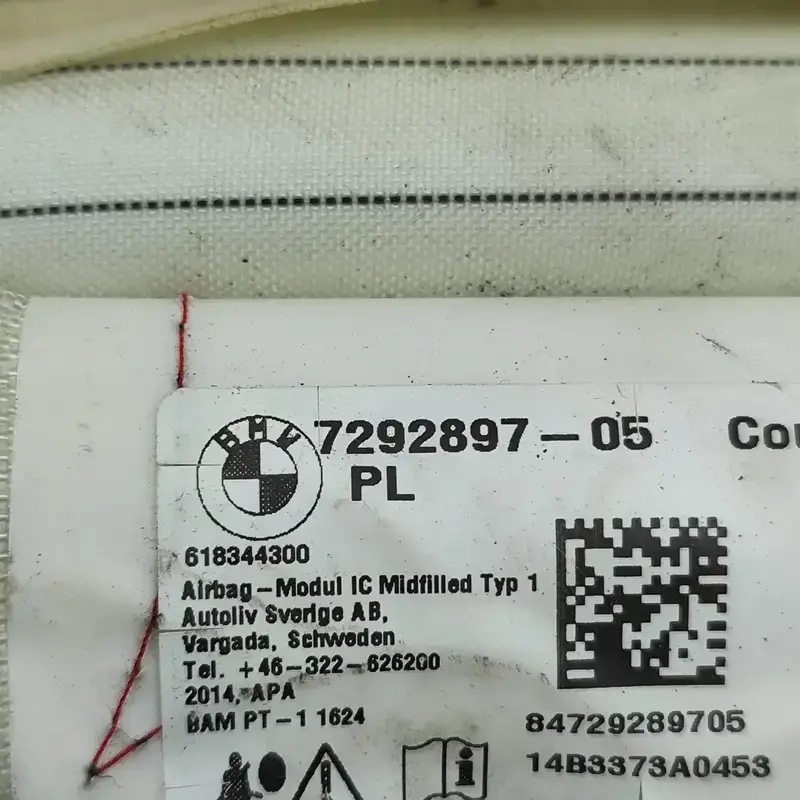 BMW 7292897-05 Cou
PL
618344300
Airbag-Modul IC Midfilled Typ 1
Autoliv Sverige AB,
Vargada, Schweden
Tel. +46-322-626200
2014, APA
BAM PT-1 1624
84729289705
14B3373A0453